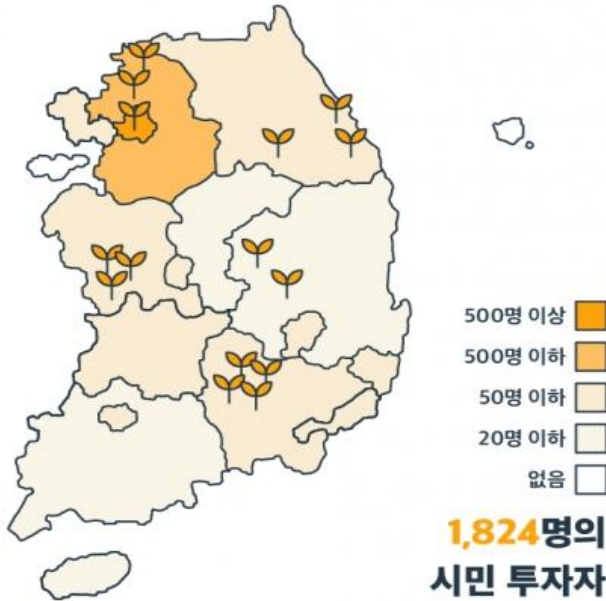 500명 이상
500명 이하
50명 이하
20명 이하
없음
1,824명의
시민 투자자